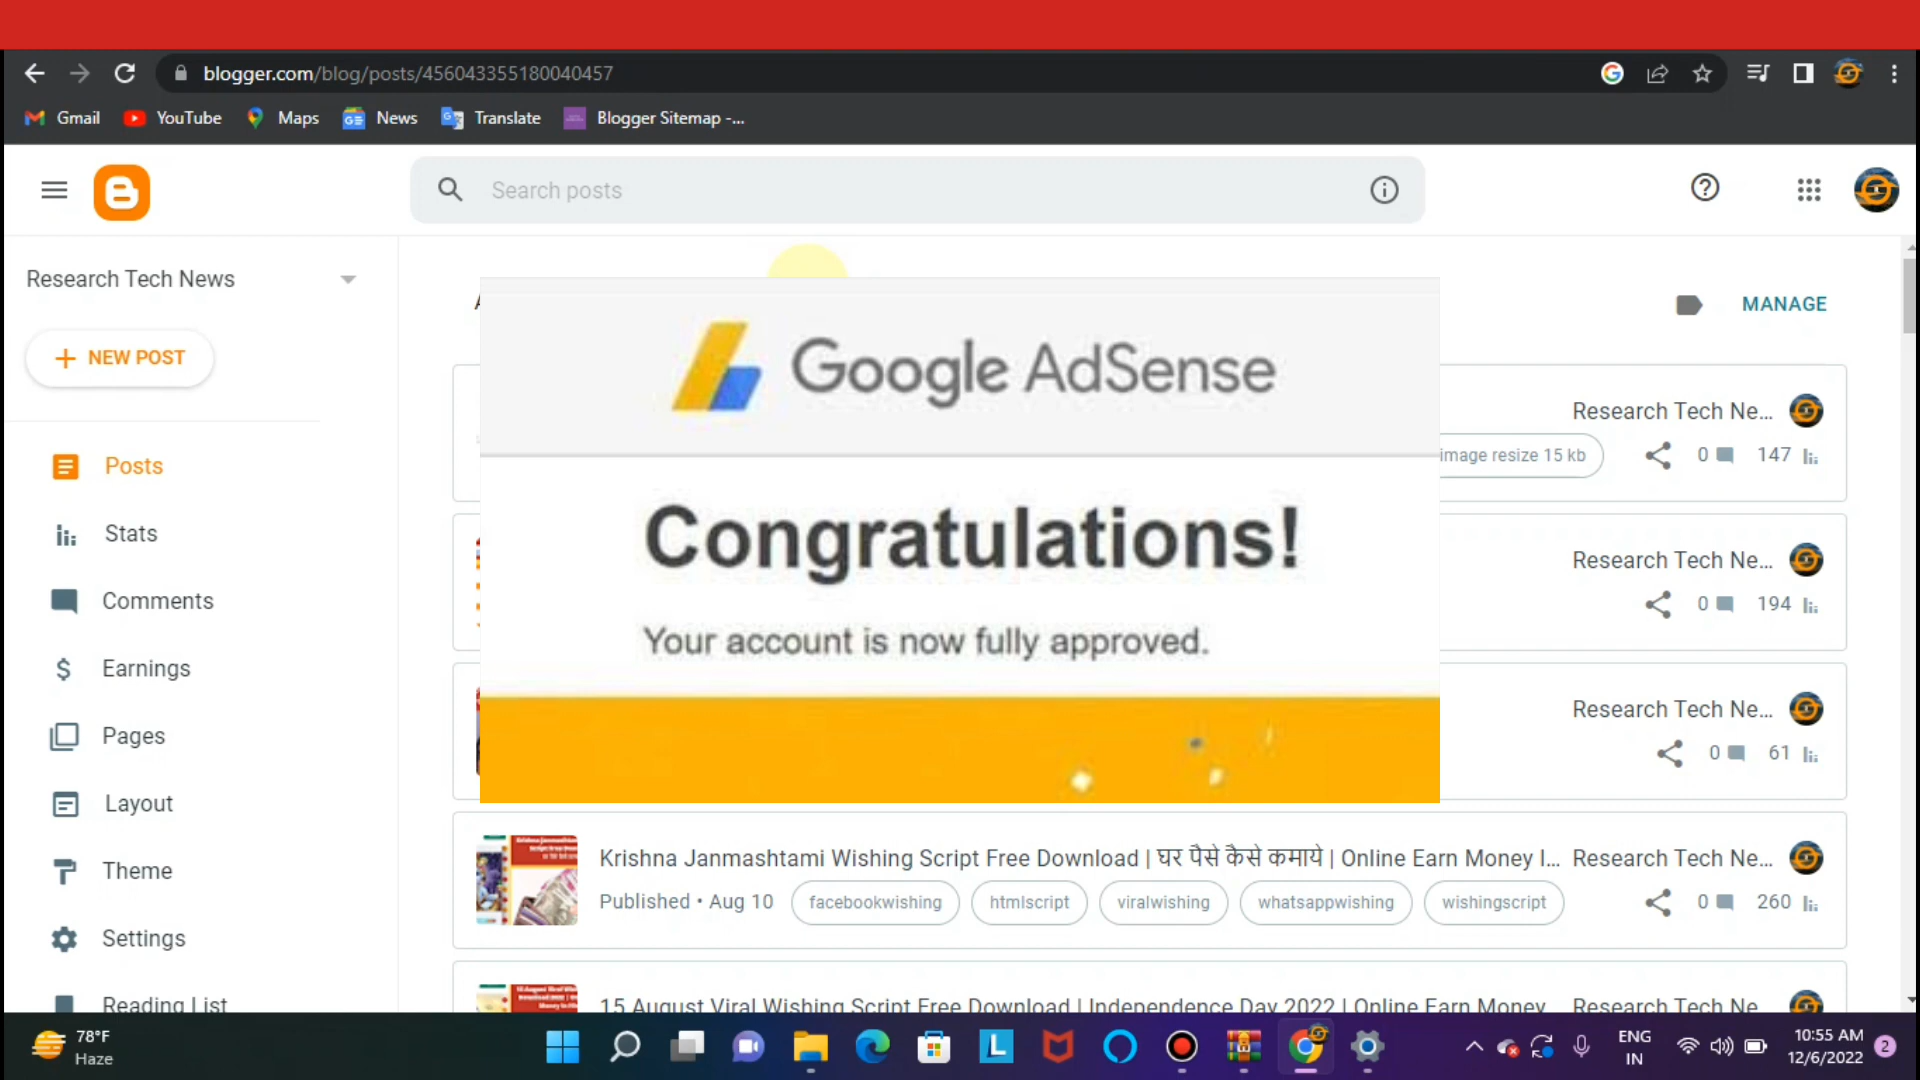 blogger.com/blog/posts/456043355180040457
Gmail YouTube Maps News Translate Blogger Sitemap -...
Search posts
Research Tech News
MANAGE
NEW POST
Google AdSense
Research Tech Ne...
image resize 15 kb 0 147
Posts
Congratulations!
Stats
Research Tech Ne...
Comments
0 194
Your account is now fully approved.
Earnings
Research Tech Ne...
Pages
0 61
Layout
Krishna Janmashtami Wishing Script Free Download | घर पैसे कैसे कमाये | Online Earn Money I... Research Tech Ne...
Theme
Published • Aug 10 facebookwishing htmlscript viralwishing whatsappwishing wishingscript 0 260
Settings
Reading List
15 August Viral Wishing Script Free Download | Independence Day 2022 | Online Earn Money Research Tech Ne
78°F
Haze
ENG
IN
10:55 AM
12/6/2022
2